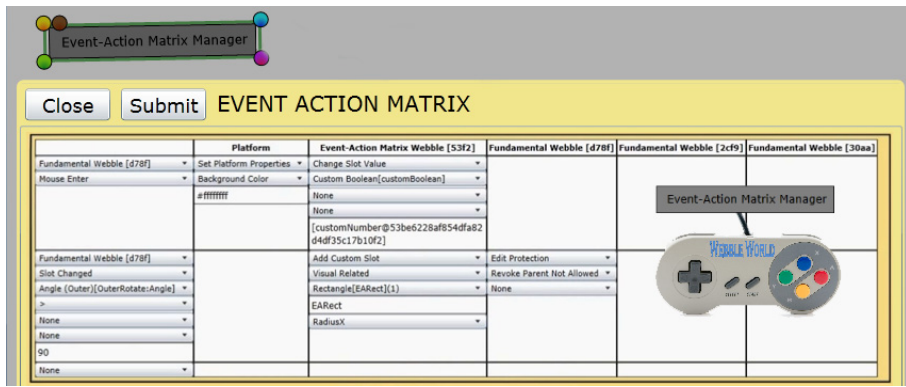 Event-Action Matrix Manager
Close Submit EVENT ACTION MATRIX
Platform Event-Action Matrix Webble [53f2] Fundamental Webble [d78f] Fundamental Webble [2cf9] Fundamental Webble [30aa]
Fundamental Webble [d78f] Set Platform Properties Change Slot Value
Mouse Enter Background Color Custom Boolean[customBoolean]
#ffffffff None
None
[customNumber@53be6228af854dfa82
d4df35c17b10f2]
Event-Action Matrix Manager
WEBBLE WORLD
Fundamental Webble [d78f] Add Custom Slot Edit Protection
Slot Changed Visual Related Revoke Parent Not Allowed
Angle (Outer)[OuterRotate:Angle] Rectangle[EARect](1) None
> EARect
None RadiusX
None
90
None